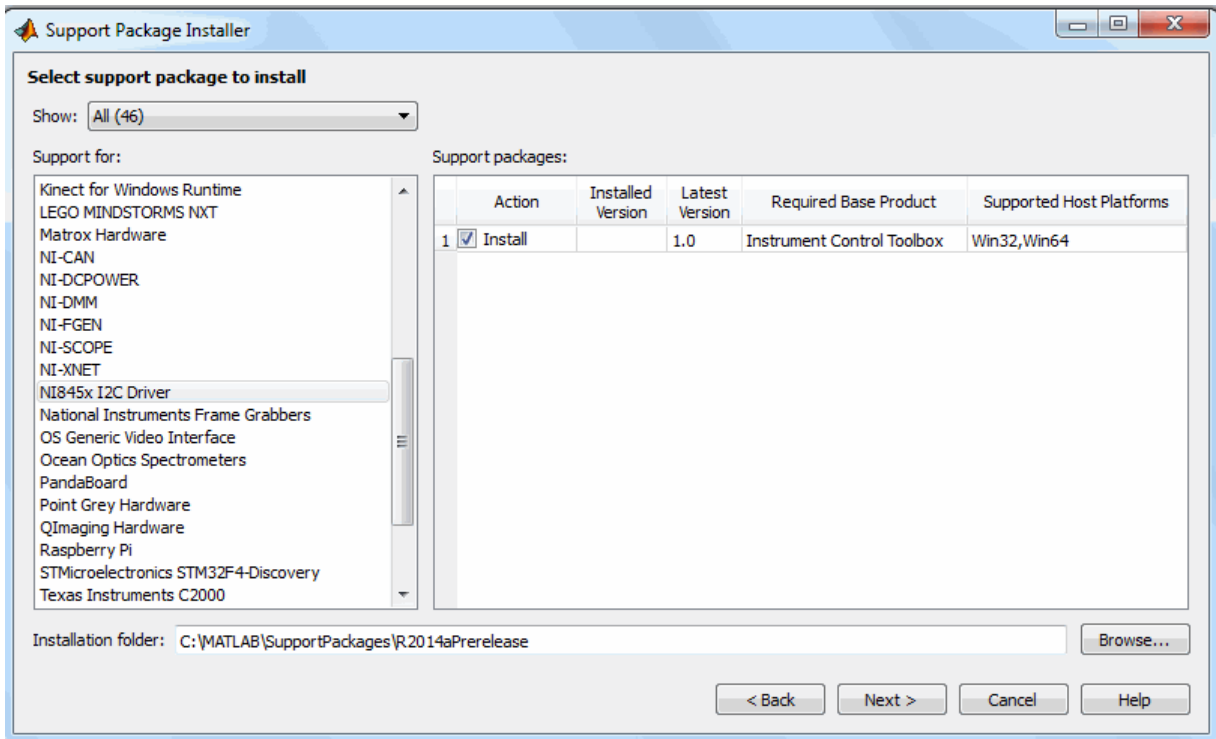 Support Package Installer
Select support package to install
Show: All (46)
Support for:
Kinect for Windows Runtime
LEGO MINDSTORMS NXT
Matrox Hardware
NI-CAN
NI-DCPOWER
NI-DMM
NI-FGEN
NI-SCOPE
NI-XNET
NI845x I2C Driver
National Instruments Frame Grabbers
OS Generic Video Interface
Ocean Optics Spectrometers
PandaBoard
Point Grey Hardware
QImaging Hardware
Raspberry Pi
STMicroelectronics STM32F4-Discovery
Texas Instruments C2000
Support packages:
Action Installed Version Latest Version Required Base Product Supported Host Platforms
1 Install 1.0 Instrument Control Toolbox Win32,Win64
Installation folder: C:\MATLAB\SupportPackages\R2014aPrerelease Browse...
< Back Next > Cancel Help